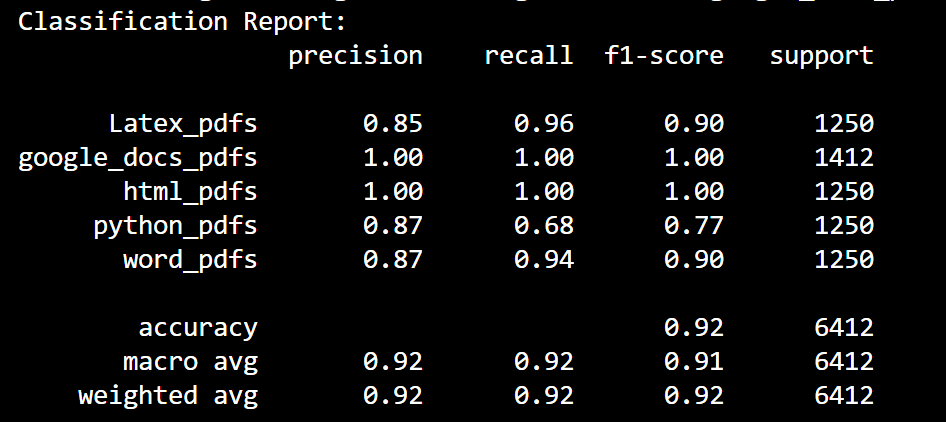 Classification Report:
precision recall f1-score support
Latex_pdfs 0.85 0.96 0.90 1250
google_docs_pdfs 1.00 1.00 1.00 1412
html_pdfs 1.00 1.00 1.00 1250
python_pdfs 0.87 0.68 0.77 1250
word_pdfs 0.87 0.94 0.90 1250
accuracy 0.92 6412
macro avg 0.92 0.92 0.91 6412
weighted avg 0.92 0.92 0.92 6412